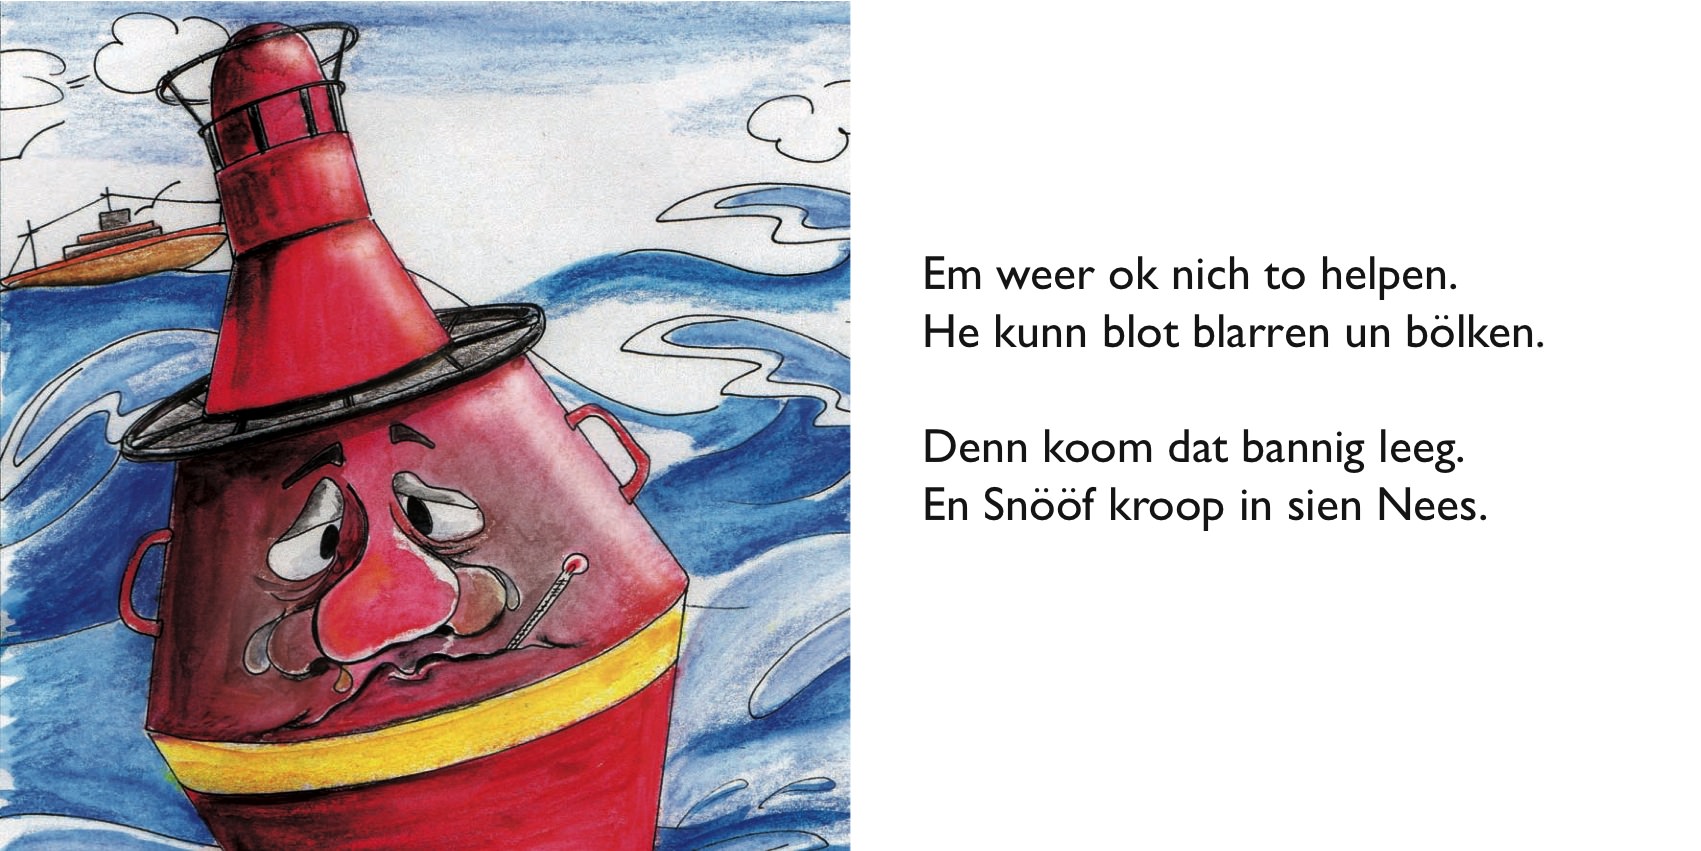 Em weer ok nich to helpen.
He kunn blot blarren un bölken.
Denn koom dat bannig leeg.
En Snööf kroop in sien Nees.